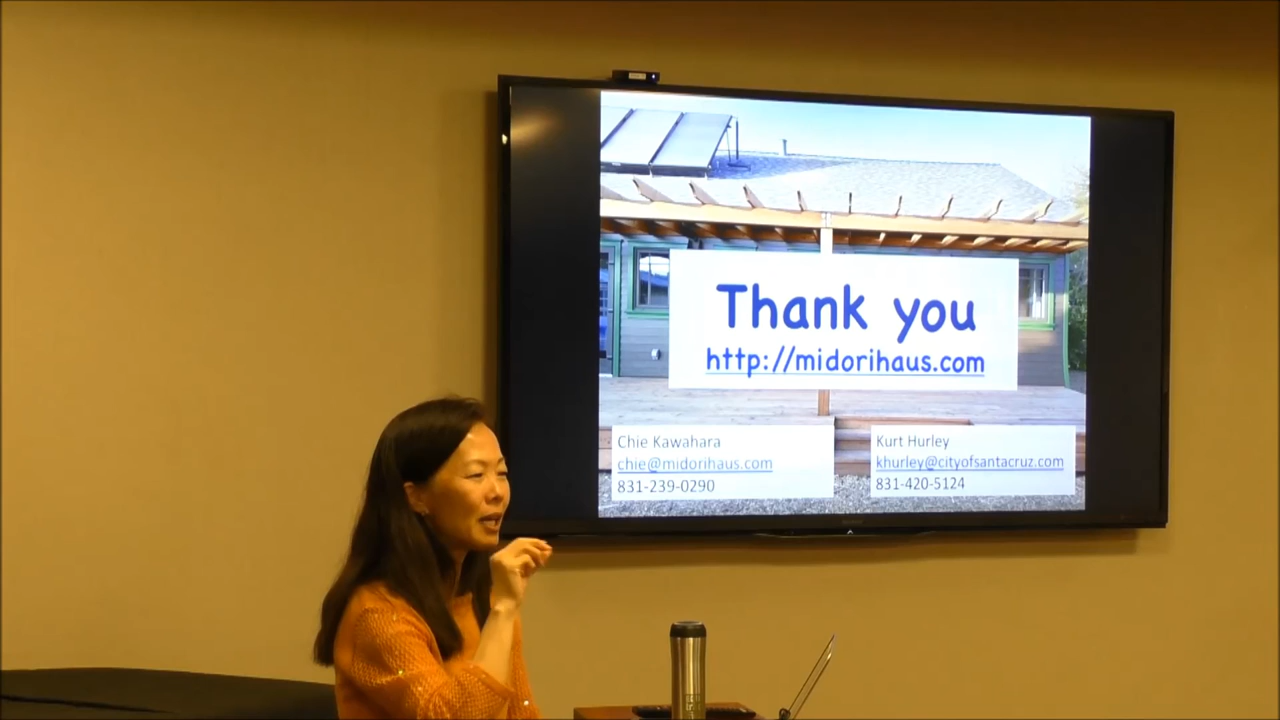 Thank you
http://midorihaus.com
Chie Kawahara
chie@midorihaus.com
831-239-0290
Kurt Hurley
khurley@cityofsantacruz.com
831-420-5124